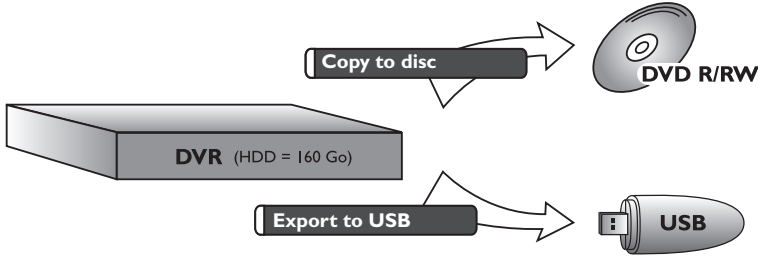 Copy to disc
DVD R/RW
DVR (HDD = 160 Go)
Export to USB
USB